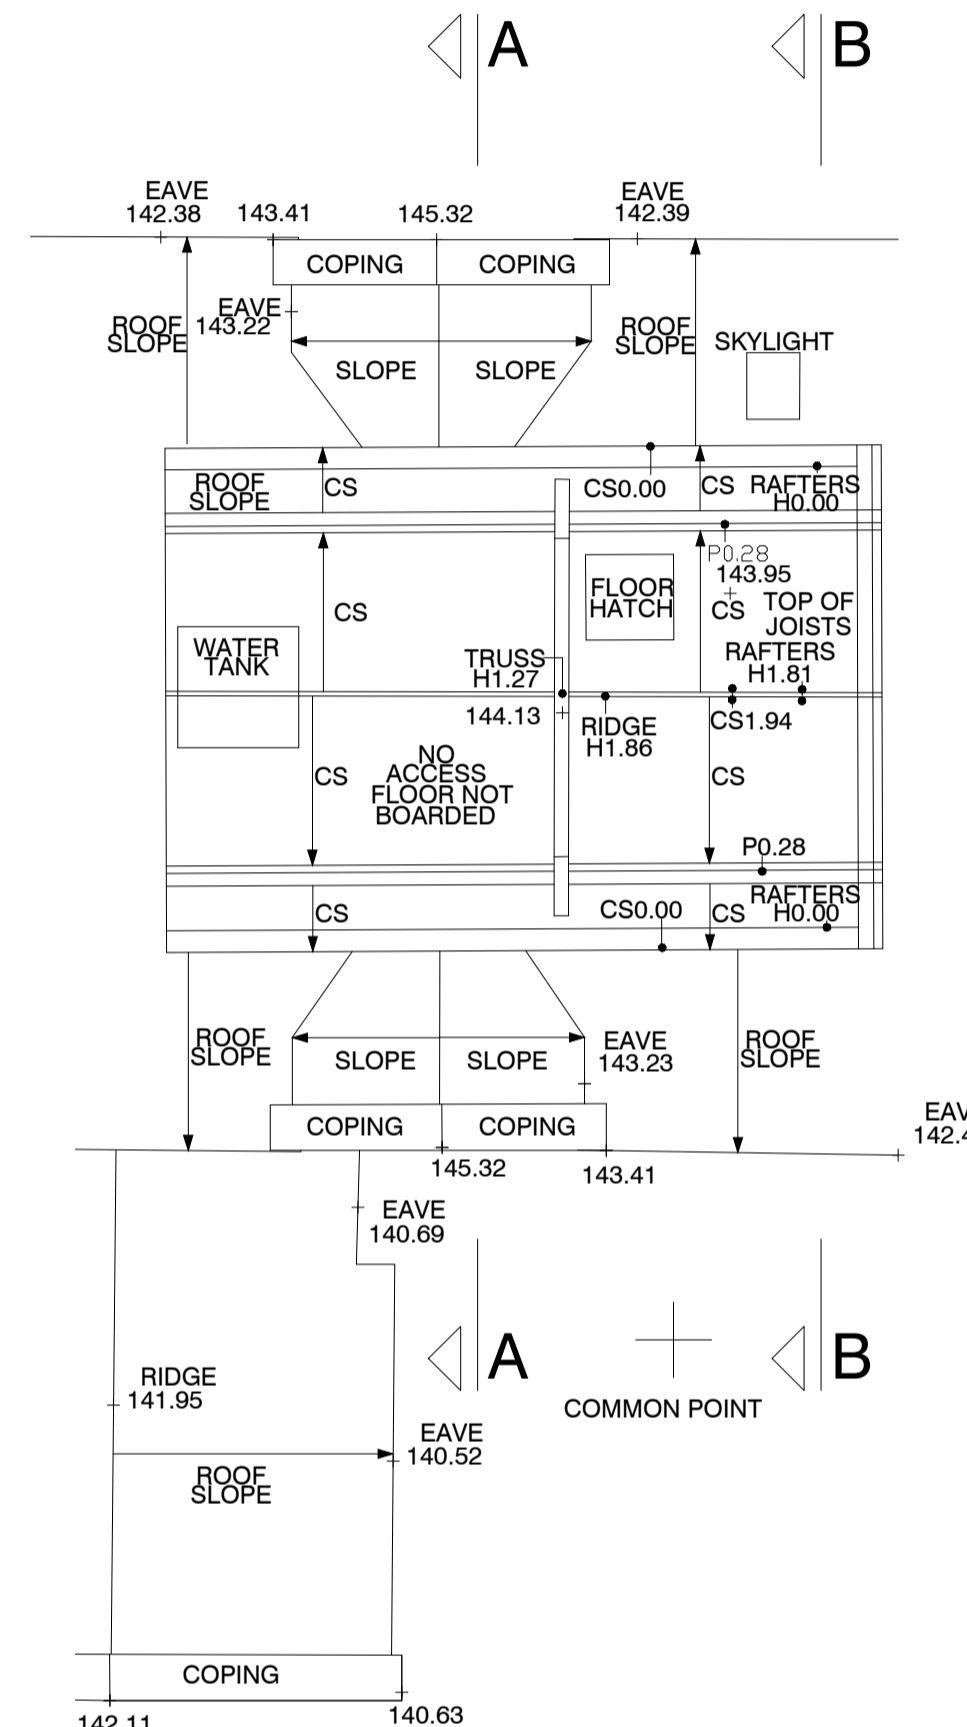 A
B
EAVE
142.38
143.41
145.32
EAVE
142.39
COPING
COPING
EAVE
143.22
ROOF
SLOPE
SLOPE
SLOPE
ROOF
SLOPE
SKYLIGHT
ROOF
SLOPE
CS
CS0.00
CS
RAFTERS
H0.00
P0.28
143.95
FLOOR
HATCH
CS
CS
TOP OF
JOISTS
WATER
TANK
TRUSS
H1.27
RAFTERS
H1.81
144.13
RIDGE
H1.86
CS1.94
NO
ACCESS
FLOOR NOT
BOARDED
CS
CS
P0.28
CS
CS0.00
CS
RAFTERS
H0.00
ROOF
SLOPE
SLOPE
SLOPE
EAVE
143.23
ROOF
SLOPE
COPING
COPING
145.32
143.41
EAV
142.4
EAVE
140.69
A
B
COMMON POINT
RIDGE
141.95
EAVE
140.52
ROOF
SLOPE
COPING
142.11
140.63